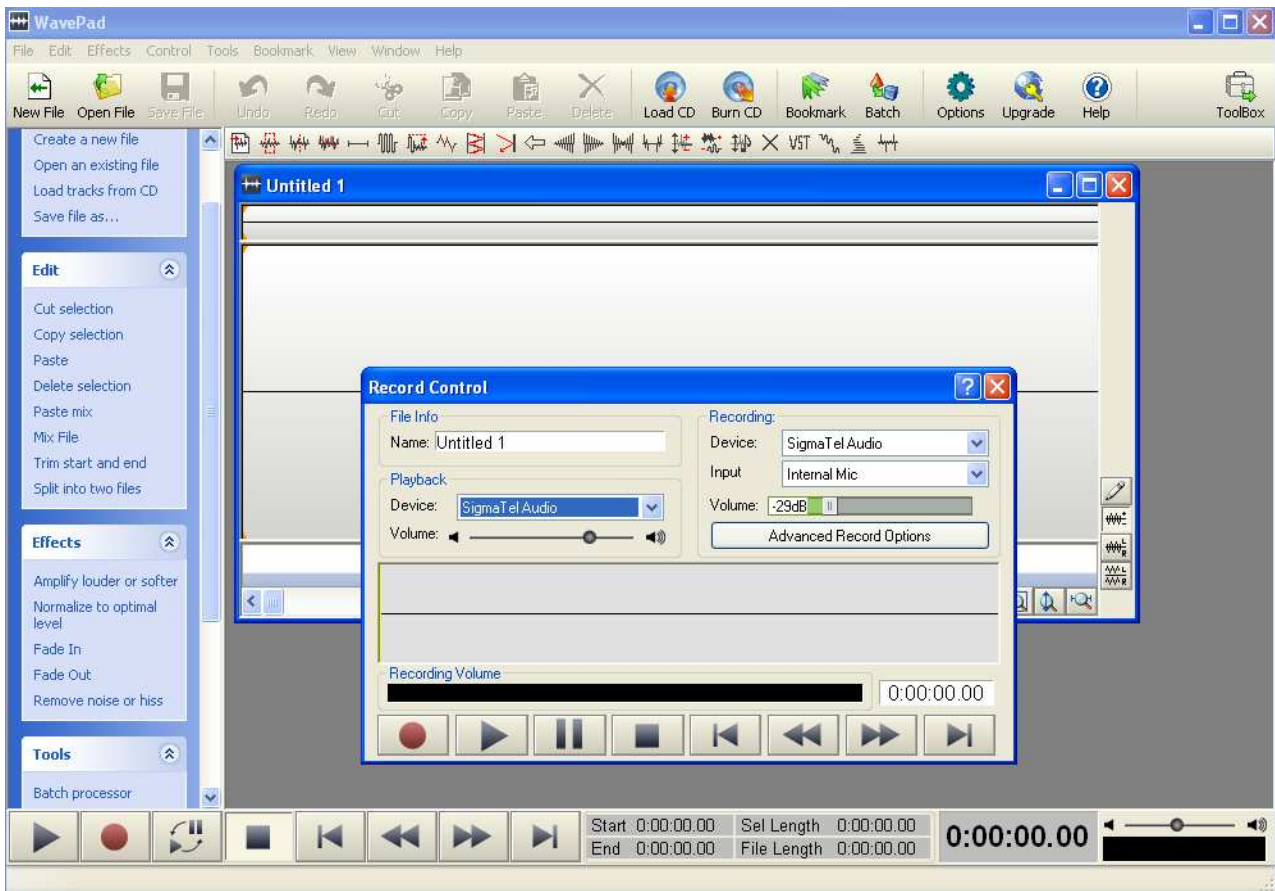 WavePad
File Edit Effects Control Tools Bookmark View Window Help
New File Open File Save File Undo Redo Cut Copy Paste Delete Load CD Burn CD Bookmark Batch Options Upgrade Help ToolBox
Create a new file
Open an existing file
Load tracks from CD
Save file as...
Edit
Cut selection
Copy selection
Paste
Delete selection
Paste mix
Mix File
Trim start and end
Split into two files
Effects
Amplify louder or softer
Normalize to optimal
level
Fade In
Fade Out
Remove noise or hiss
Tools
Batch processor
VST
Untitled 1
L
R
L
R
Record Control
File Info
Name: Untitled 1
Playback
Device: SigmaTel Audio
Volume:
Recording:
Device: SigmaTel Audio
Input Internal Mic
Volume: -29dB
Advanced Record Options
Recording Volume
0:00:00.00
Start 0:00:00.00 Sel Length 0:00:00.00
End 0:00:00.00 File Length 0:00:00.00
0:00:00.00